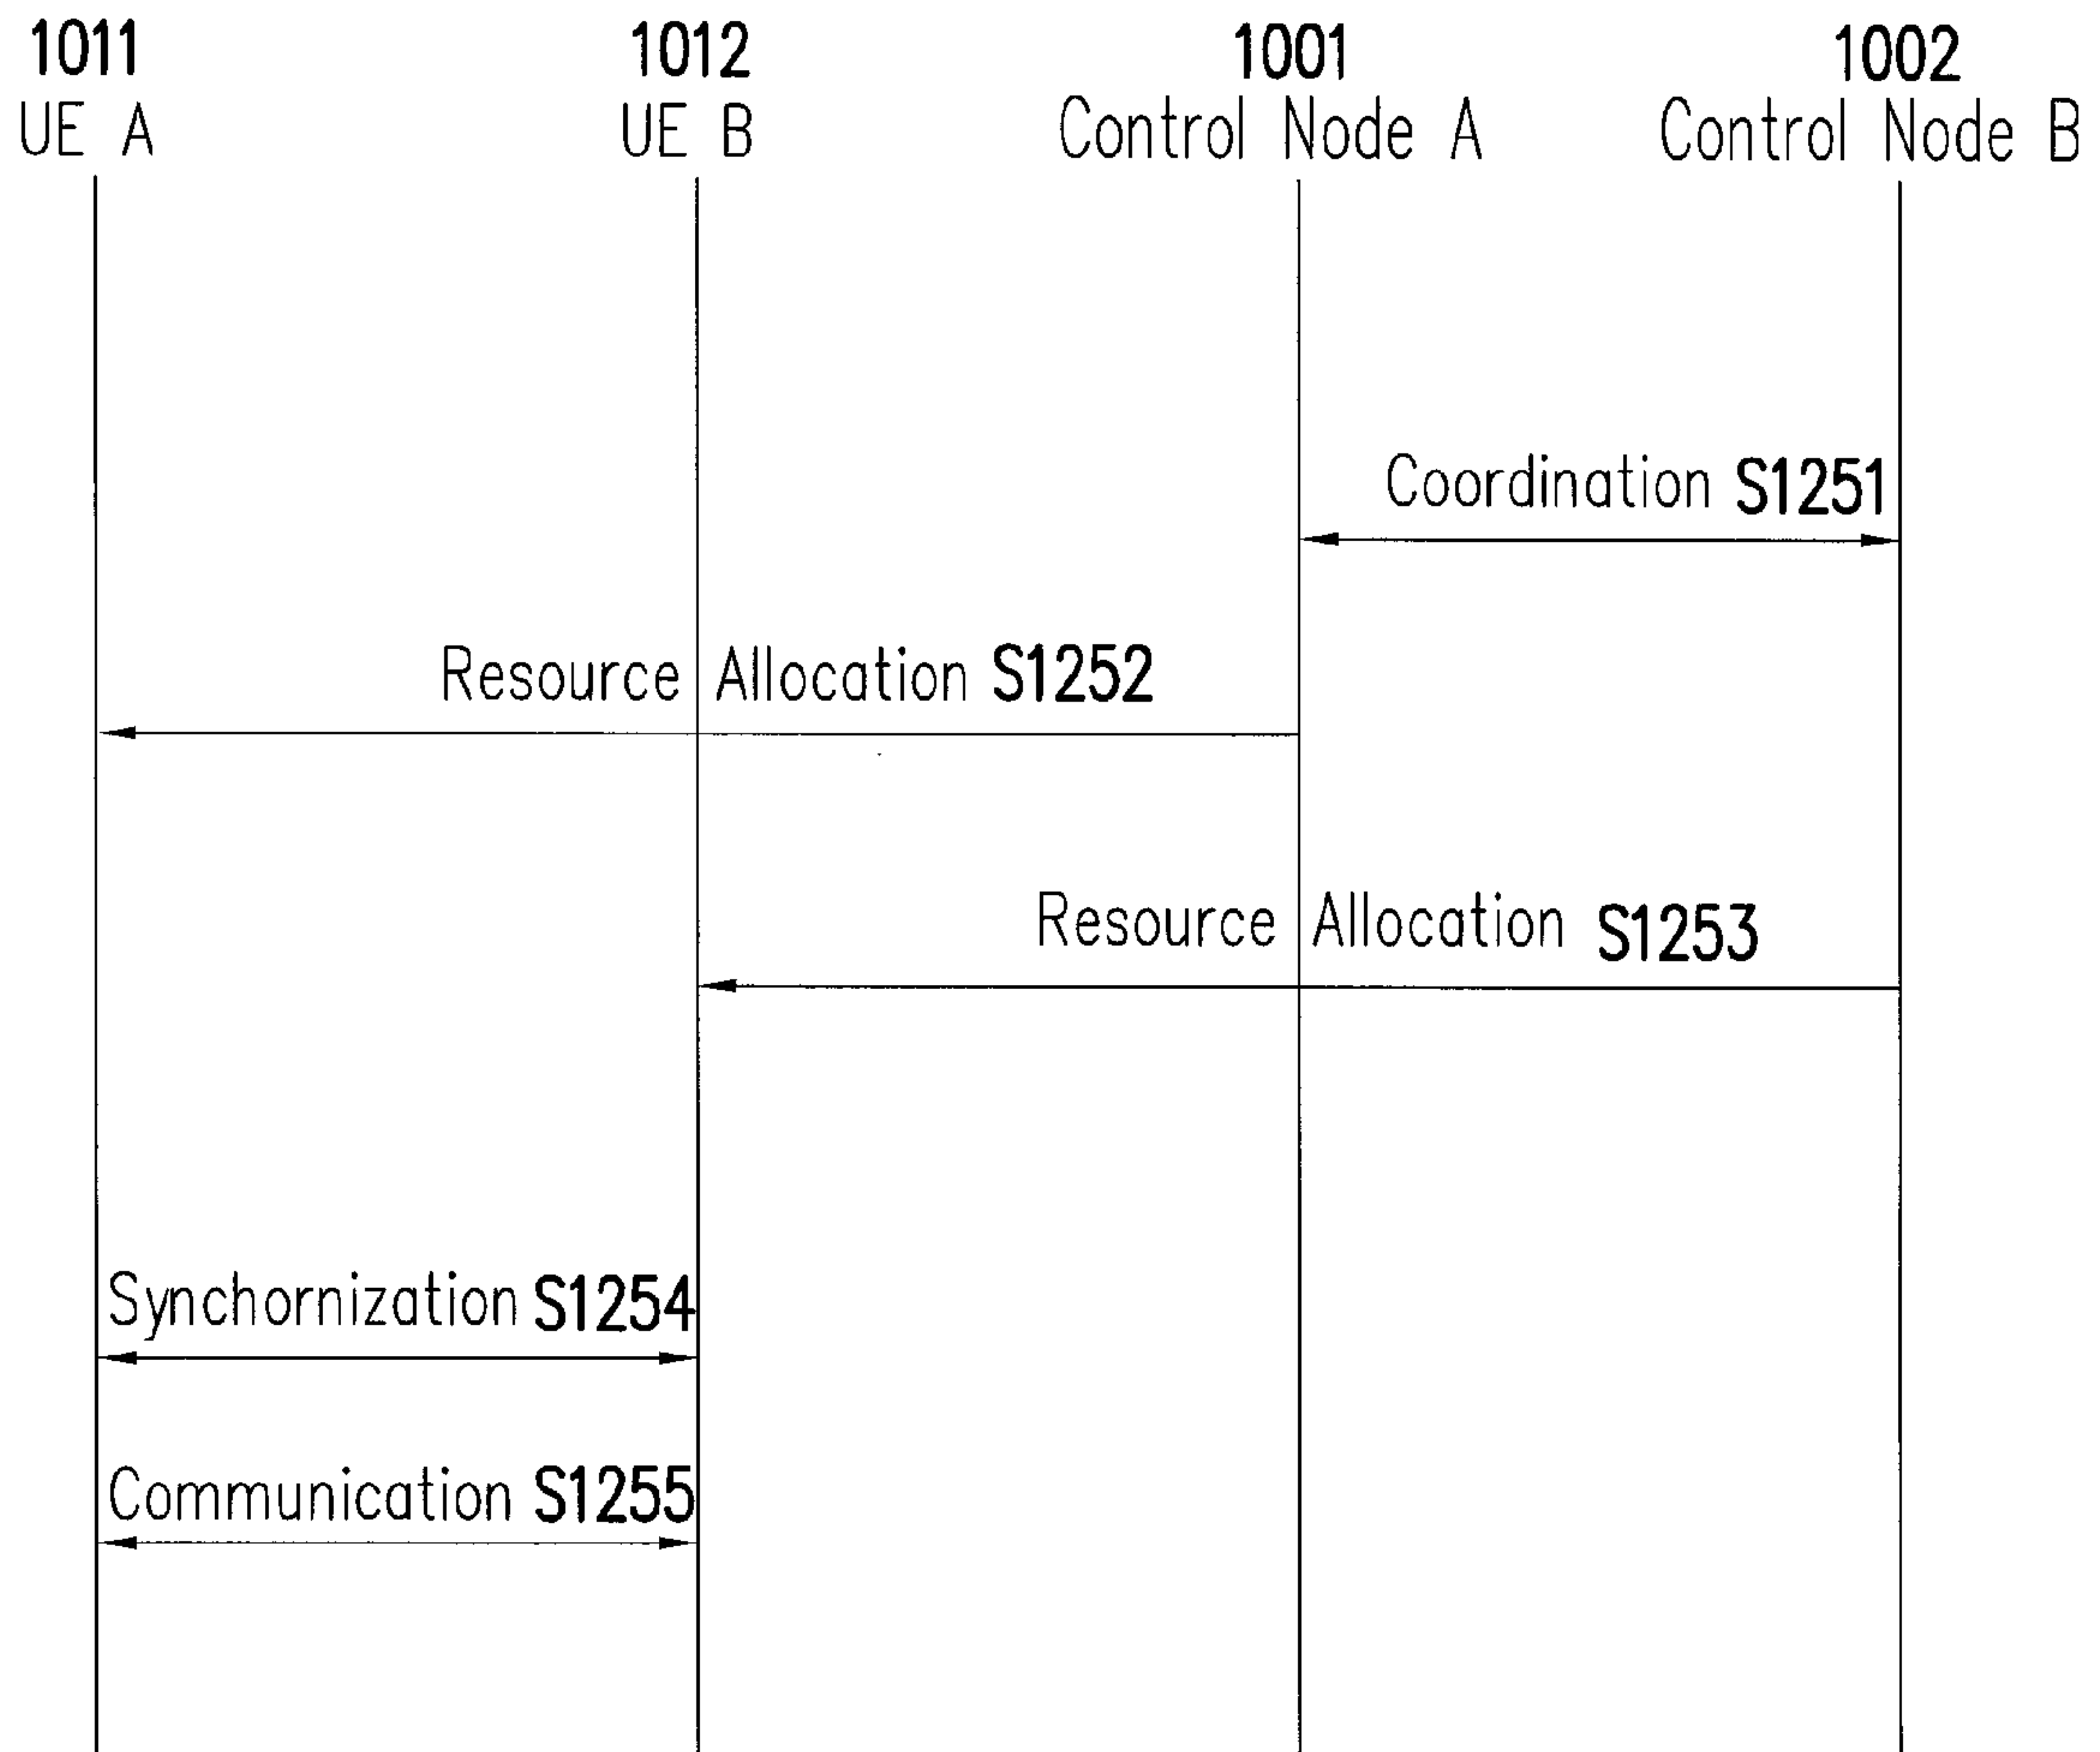 1011 1012 1001 1002
UE A UE B Control Node A Control Node B
Coordination S1251
Resource Allocation S1252
Resource Allocation S1253
Synchornization S1254
Communication S1255